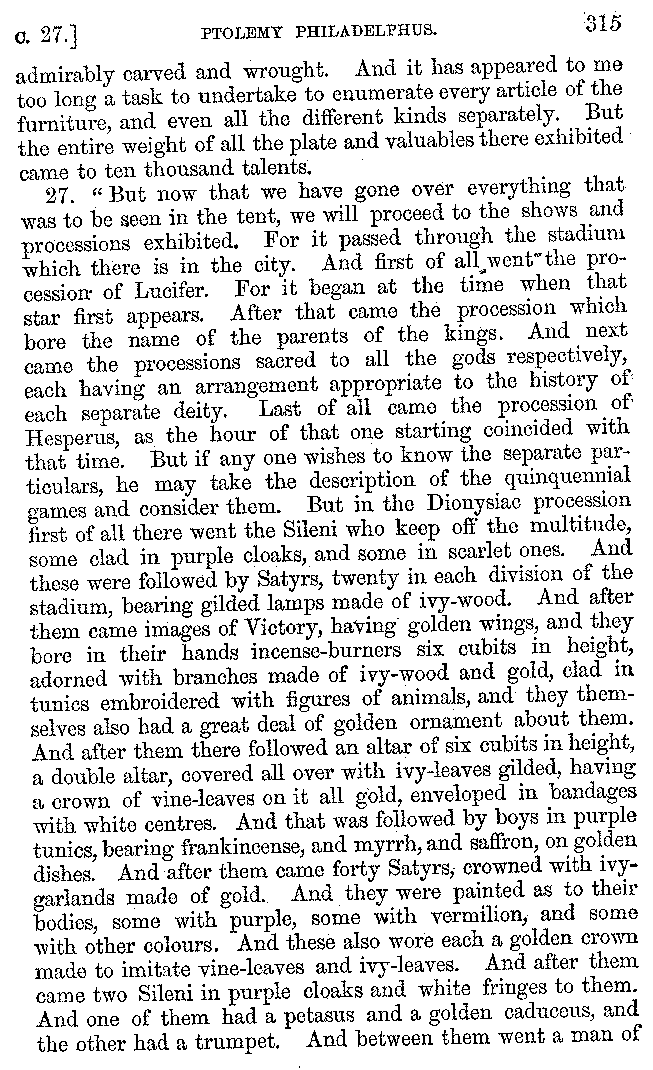 C. 27.] PTOLEMY PHILADELPHUS. 315
admirably carved and wrought. And it has appeared to me
too long a task to undertake to enumerate every article of the
furniture, and even all the different kinds separately. But
the entire weight of all the plate and valuables there exhibited
came to ten thousand talents.
27. “But now that we have gone over everything that
was to be seen in the tent, we will proceed to the shows and
processions exhibited. For it passed through the stadium
which there is in the city. And first of all went the pro-
cession of Lucifer. For it began at the time when that
star first appears. After that came the procession which
bore the name of the parents of the kings. And next
came the processions sacred to all the gods respectively,
each having an arrangement appropriate to the history of
each separate deity. Last of all came the procession of
Hesperus, as the hour of that one starting coincided with
that time. But if any one wishes to know the separate par-
ticulars, he may take the description of the quinquennial
games and consider them. But in the Dionysiac procession
first of all there went the Sileni who keep off the multitude,
some clad in purple cloaks, and some in scarlet ones. And
these were followed by Satyrs, twenty in each division of the
stadium, bearing gilded lamps made of ivy-wood. And after
them came images of Victory, having golden wings, and they
bore in their hands incense-burners six cubits in height,
adorned with branches made of ivy-wood and gold, clad in
tunics embroidered with figures of animals, and they them-
selves also had a great deal of golden ornament about them.
And after them there followed an altar of six cubits in height,
a double altar, covered all over with ivy-leaves gilded, having
a crown of vine-leaves on it all gold, enveloped in bandages
with white centres. And that was followed by boys in purple
tunics, bearing frankincense, and myrrh, and saffron, on golden
dishes. And after them came forty Satyrs, crowned with ivy-
garlands made of gold. And they were painted as to their
bodies, some with purple, some with vermilion, and some
with other colours. And these also wore each a golden crown
made to imitate vine-leaves and ivy-leaves. And after them
came two Sileni in purple cloaks and white fringes to them.
And one of them had a petasus and a golden caduceus, and
the other had a trumpet. And between them went a man of